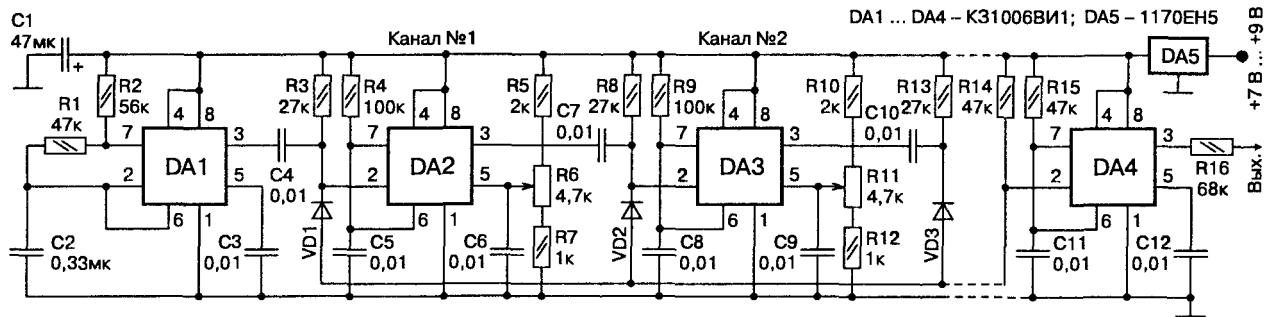 C1
47мк
Канал №1
Канал №2
DA1 ... DA4 – К31006ВИ1; DA5 – 1170ЕН5
+
R1
47к
R2
56к
4
8
7
3
2
5
6
1
DA1
C4
0,01
C2
0,33мк
C3
0,01
R3
27к
R4
100к
VD1
4
8
7
3
2
5
6
1
DA2
C5
0,01
C6
0,01
R5
2к
R6
4,7к
R7
1к
C7
0,01
R8
27к
R9
100к
VD2
4
8
7
3
2
5
6
1
DA3
C8
0,01
C9
0,01
R10
2к
R11
4,7к
R12
1к
C10
0,01
R13
27к
VD3
R14
47к
R15
47к
4
8
7
3
2
5
6
1
DA4
C11
0,01
C12
0,01
DA5
R16
68к
+7 В ... +9 В
Вых.